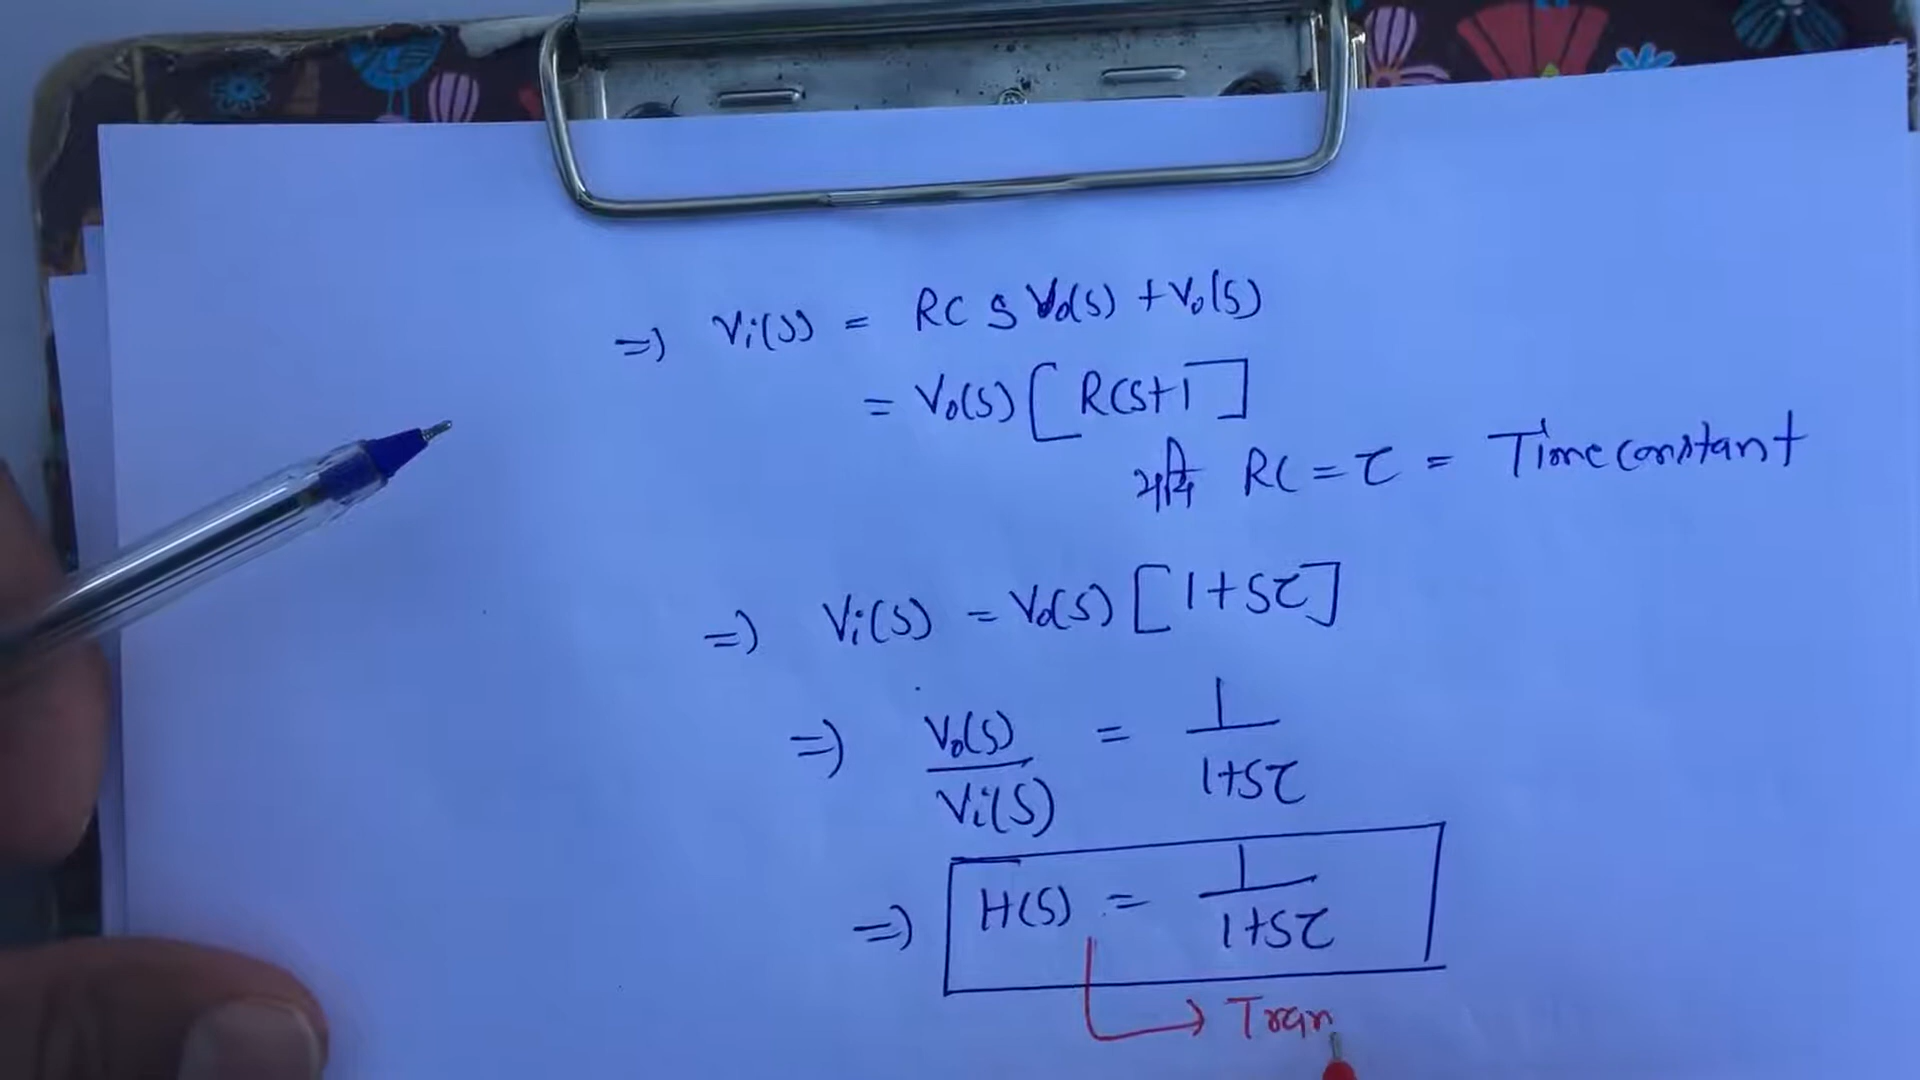 => Vi(s) = RC S Vo(s) + Vo(s)
= Vo(s) [RCS+1]
यदि RC = τ = Time constant
=> Vi(s) = Vo(s) [1+Sτ]
=> Vo(s)/Vi(s) = 1/(1+Sτ)
=> H(S) = 1/(1+Sτ)
→ Tran